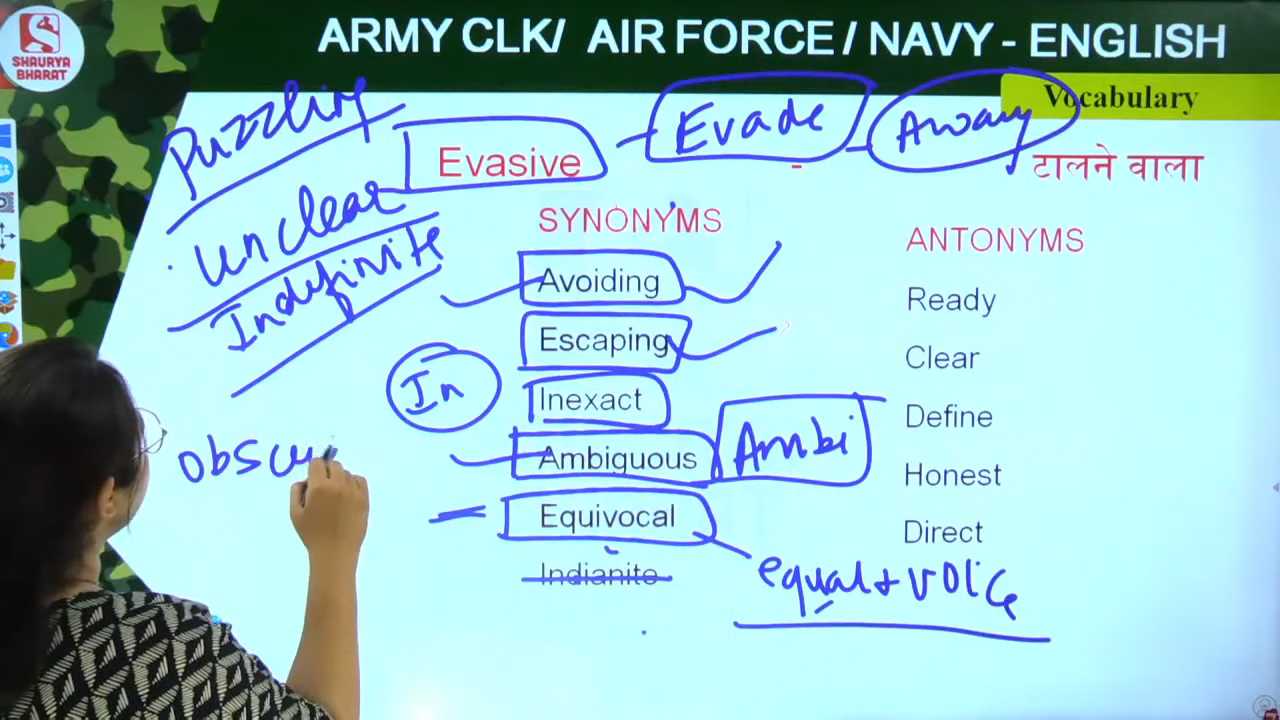 SHAURYA
BHARAT
ARMY CLK/ AIR FORCE / NAVY - ENGLISH
Vocabulary
Puzzling
Evasive
Evade
Away
-
टालने वाला
unclear
Indefinite
SYNONYMS
Avoiding
Escaping
In
Inexact
Ambiguous
Ambi
Equivocal
equal + voice
Indianite
ANTONYMS
Ready
Clear
Define
Honest
Direct
obscu